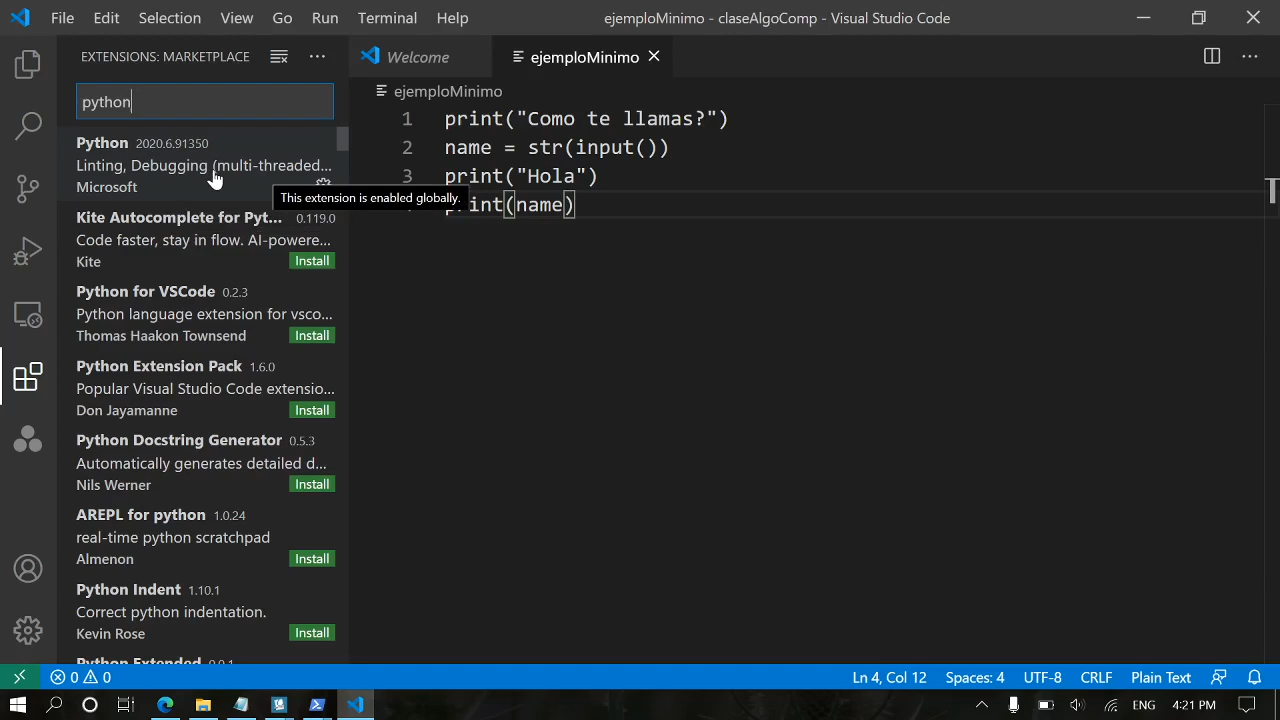 File Edit Selection View Go Run Terminal Help
ejemploMinimo - claseAlgoComp - Visual Studio Code
EXTENSIONS: MARKETPLACE
python
Python 2020.6.91350
Linting, Debugging (multi-threaded...
Microsoft
This extension is enabled globally.
Kite Autocomplete for Pyt... 0.119.0
Code faster, stay in flow. AI-powere...
Kite Install
Python for VSCode 0.2.3
Python language extension for vsco...
Thomas Haakon Townsend Install
Python Extension Pack 1.6.0
Popular Visual Studio Code extensio...
Don Jayamanne Install
Python Docstring Generator 0.5.3
Automatically generates detailed d...
Nils Werner Install
AREPL for python 1.0.24
real-time python scratchpad
Almenon Install
Python Indent 1.10.1
Correct python indentation.
Kevin Rose Install
Python Extended 0.0.1
Welcome ejemploMinimo
ejemploMinimo
1 print("Como te llamas?")
2 name = str(input())
3 print("Hola")
print(name)
0 0
Ln 4, Col 12 Spaces: 4 UTF-8 CRLF Plain Text
ENG 4:21 PM